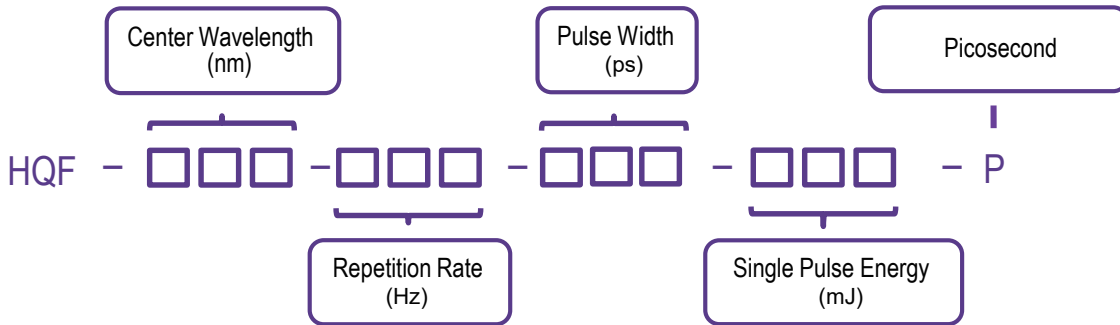 Center Wavelength
(nm)
Pulse Width
(ps)
Picosecond
HQF – □□□ – □□□ – □□□ – □□□ – P
Repetition Rate
(Hz)
Single Pulse Energy
(mJ)